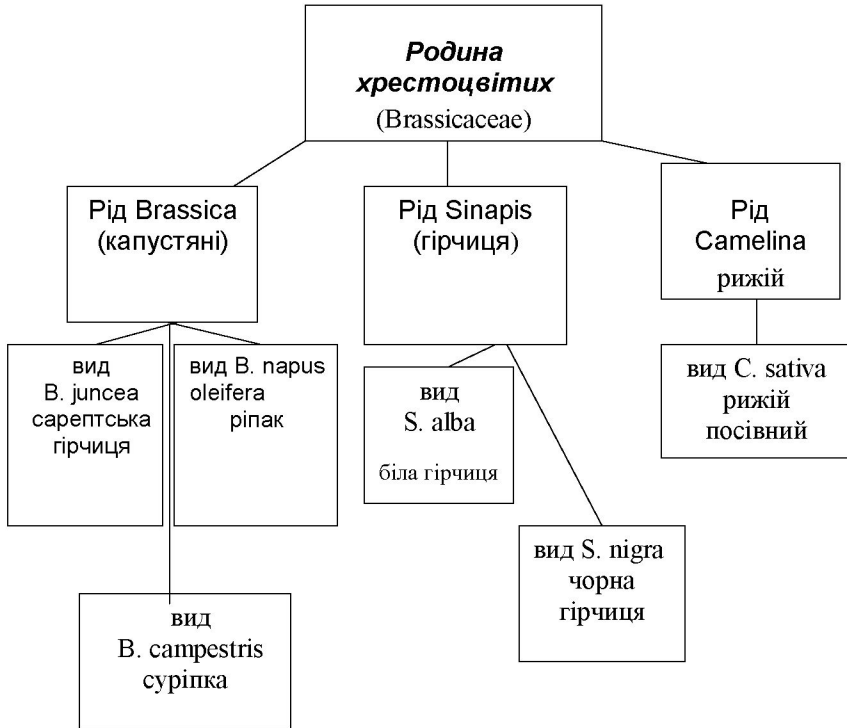 Родина
хрестоцвітих
(Brassicaceae)
Рід Brassica
(капустяні)
Рід Sinapis
(гірчиця)
Рід
Camelina
рижій
вид
B. juncea
сарептська
гірчиця
вид B. napus
oleifera
ріпак
вид
S. alba
біла гірчиця
вид C. sativa
рижій
посівний
вид S. nigra
чорна
гірчиця
вид
B. campestris
суріпка